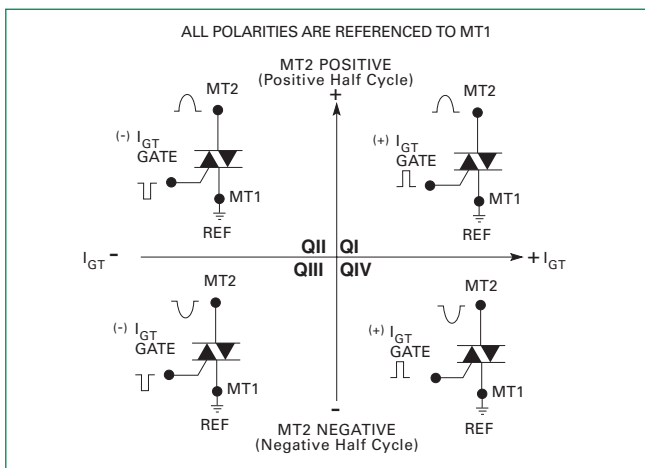 ALL POLARITIES ARE REFERENCED TO MT1
MT2 POSITIVE
(Positive Half Cycle)
+
MT2
(-) IGT
GATE
MT1
REF
MT2
(+) IGT
GATE
MT1
REF
IGT -
QII QI
QIII QIV
+ IGT
MT2
(-) IGT
GATE
MT1
REF
MT2
(+) IGT
GATE
MT1
REF
-
MT2 NEGATIVE
(Negative Half Cycle)